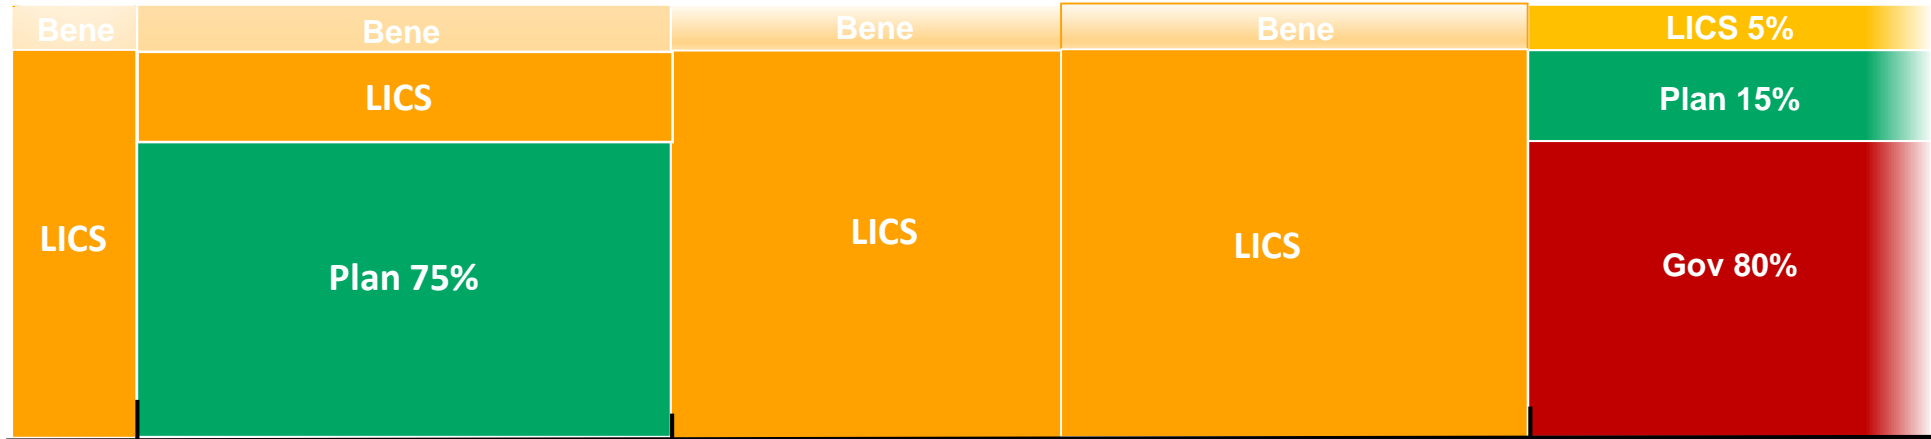 Bene
Bene
Bene
Bene
LICS 5%
LICS
Plan 15%
LICS
Plan 75%
LICS
LICS
Gov 80%